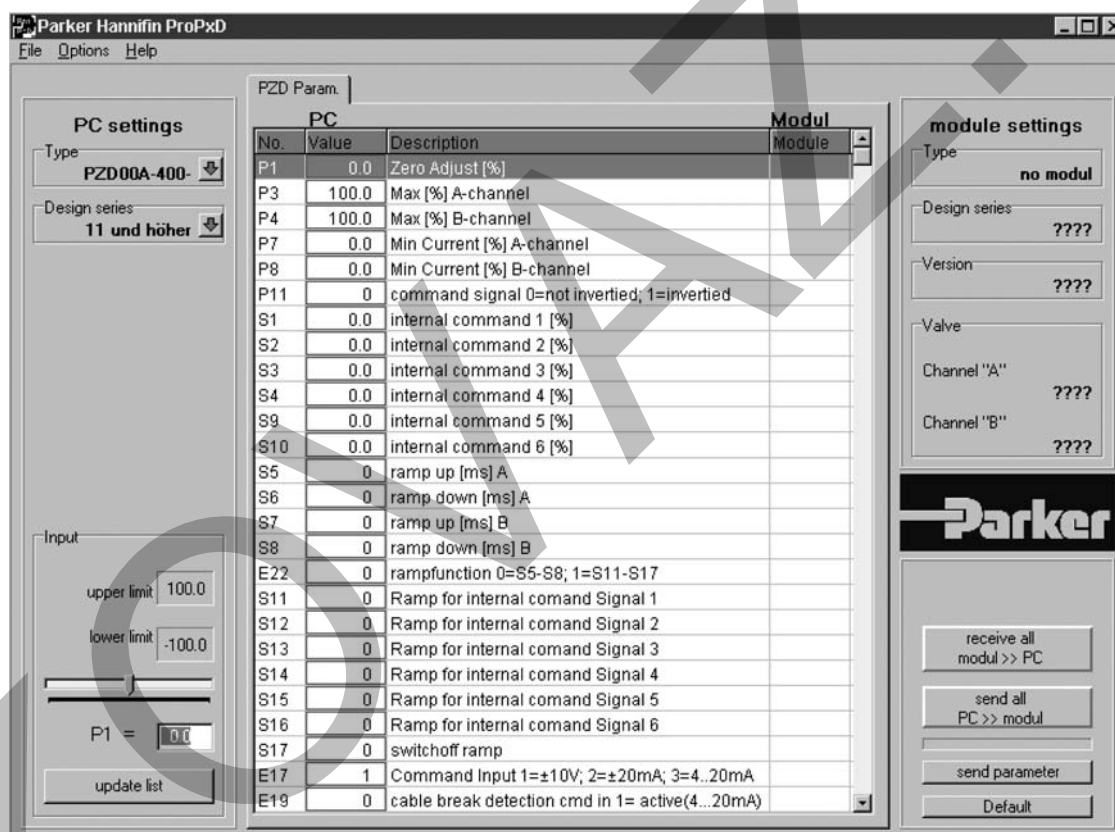 Parker Hannifin ProPxD
File Options Help
PC settings
Type
PZD00A-400-
Design series
11 und höher
Input
upper limit 100.0
lower limit -100.0
P1 = 0.0
update list
PZD Param.
PC Modul
No. Value Description Module
P1 0.0 Zero Adjust [%]
P3 100.0 Max [%] A-channel
P4 100.0 Max [%] B-channel
P7 0.0 Min Current [%] A-channel
P8 0.0 Min Current [%] B-channel
P11 0 command signal 0=not invertied; 1=invertied
S1 0.0 internal command 1 [%]
S2 0.0 internal command 2 [%]
S3 0.0 internal command 3 [%]
S4 0.0 internal command 4 [%]
S9 0.0 internal command 5 [%]
S10 0.0 internal command 6 [%]
S5 0 ramp up [ms] A
S6 0 ramp down [ms] A
S7 0 ramp up [ms] B
S8 0 ramp down [ms] B
E22 0 rampfunction 0=S5-S8; 1=S11-S17
S11 0 Ramp for internal comand Signal 1
S12 0 Ramp for internal comand Signal 2
S13 0 Ramp for internal comand Signal 3
S14 0 Ramp for internal comand Signal 4
S15 0 Ramp for internal comand Signal 5
S16 0 Ramp for internal comand Signal 6
S17 0 switchoff ramp
E17 1 Command Input 1=±10V; 2=±20mA; 3=4..20mA
E19 0 cable break detection cmd in 1= active(4...20mA)
module settings
Type
no modul
Design series
????
Version
????
Valve
Channel "A"
????
Channel "B"
????
Parker
receive all
modul >> PC
send all
PC >> modul
send parameter
Default